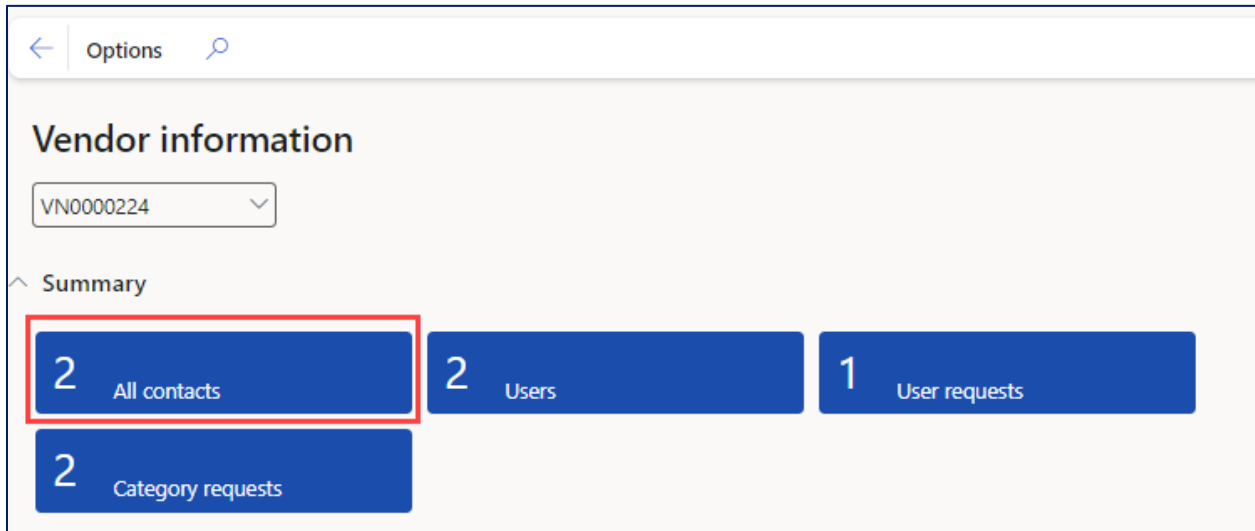 Options
Vendor information
VN0000224
Summary
2 All contacts
2 Users
1 User requests
2 Category requests